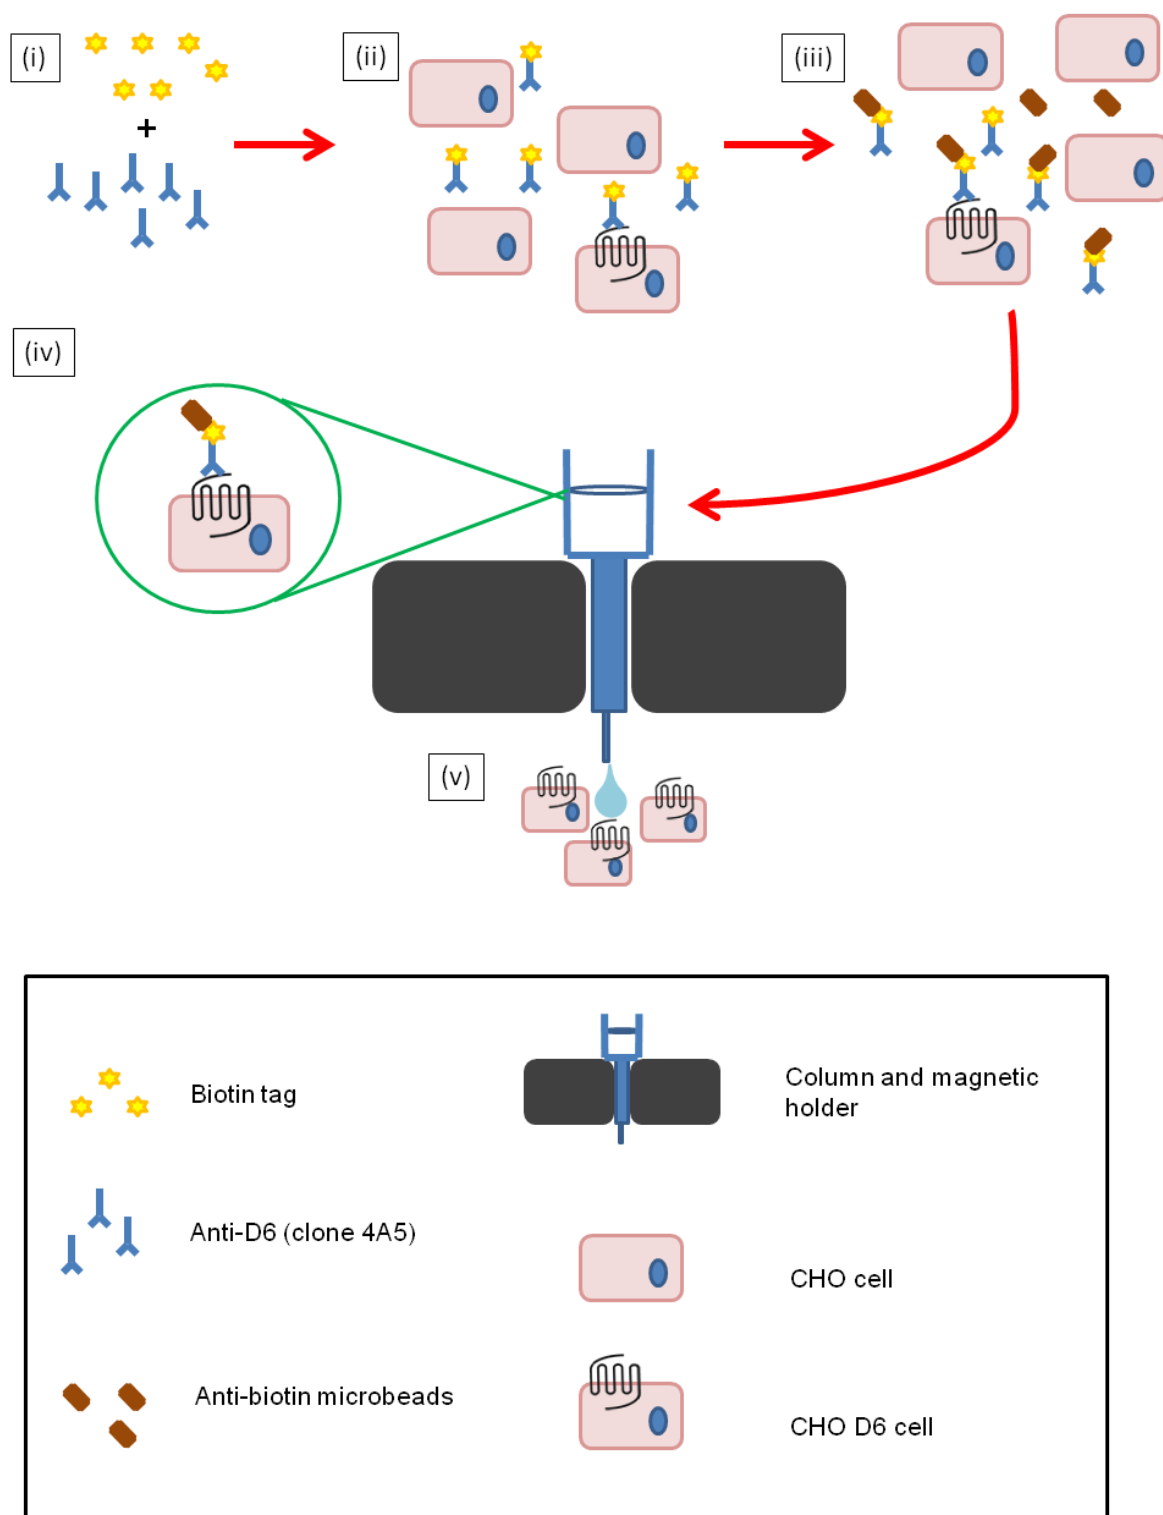 (i)
(ii)
(iii)
+
(iv)
(v)
Biotin tag
Column and magnetic
holder
Anti-D6 (clone 4A5)
CHO cell
Anti-biotin microbeads
CHO D6 cell